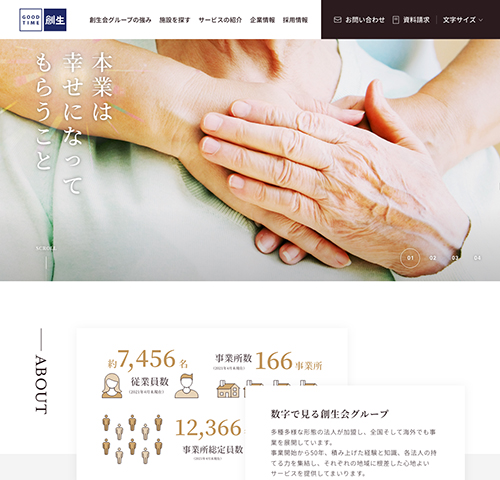 GOOD
TIME
創生
創生会グループの強み 施設を探す サービスの紹介 企業情報 採用情報
お問い合わせ 資料請求 文字サイズ
本業は
幸せになって
もらうこと
SCROLL
01 02 03 04
ABOUT
約7,456名
従業員数
(2021年4月末現在)
事業所数
(2021年4月末現在)
166事業所
12,366
事業所総定員数
(2021年4月末現在)
数字で見る創生会グループ
多種多様な形態の法人が加盟し、全国そして海外でも事
業を展開しています。
事業開始から50年、積み上げた経験と知識、各法人の持
てる力を集結し、それぞれの地域に根差した心地よい
サービスを提供してまいります。